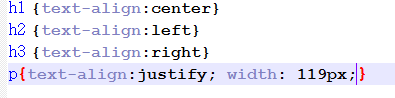 h1 {text-align:center}
h2 {text-align:left}
h3 {text-align:right}
p{text-align:justify; width: 119px;}